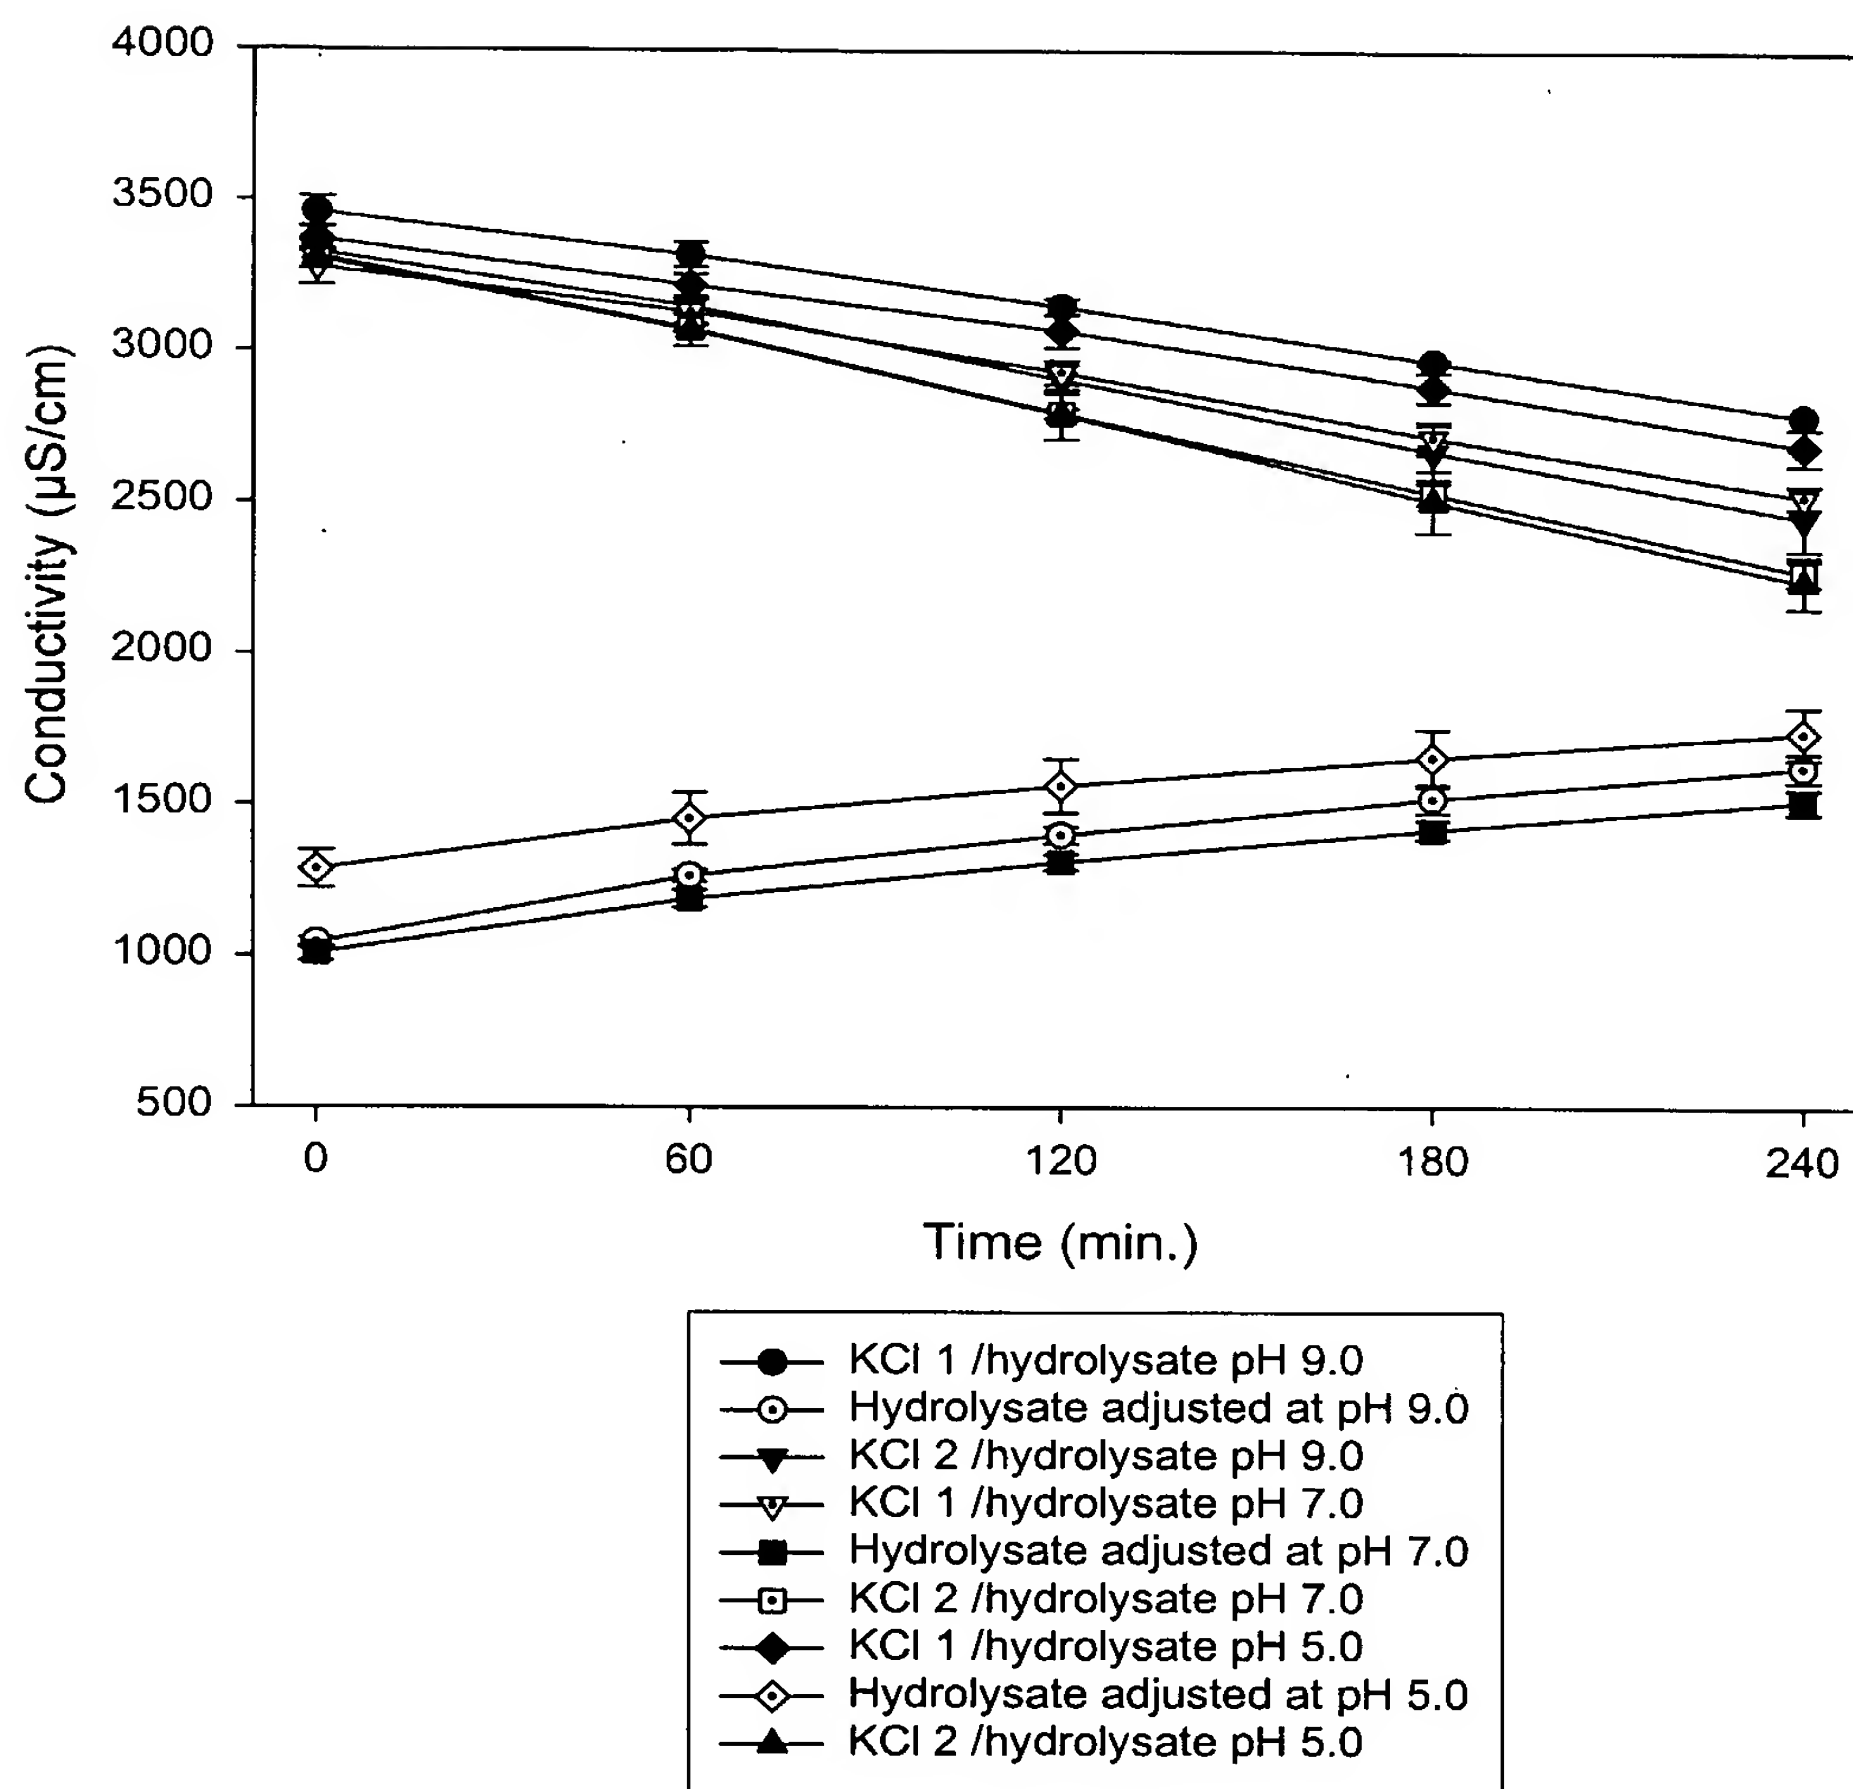 4000
3500
3000
2500
2000
1500
1000
500
Conductivity (µS/cm)
0 60 120 180 240
Time (min.)
KCl 1 /hydrolysate pH 9.0
Hydrolysate adjusted at pH 9.0
KCl 2 /hydrolysate pH 9.0
KCl 1 /hydrolysate pH 7.0
Hydrolysate adjusted at pH 7.0
KCl 2 /hydrolysate pH 7.0
KCl 1 /hydrolysate pH 5.0
Hydrolysate adjusted at pH 5.0
KCl 2 /hydrolysate pH 5.0